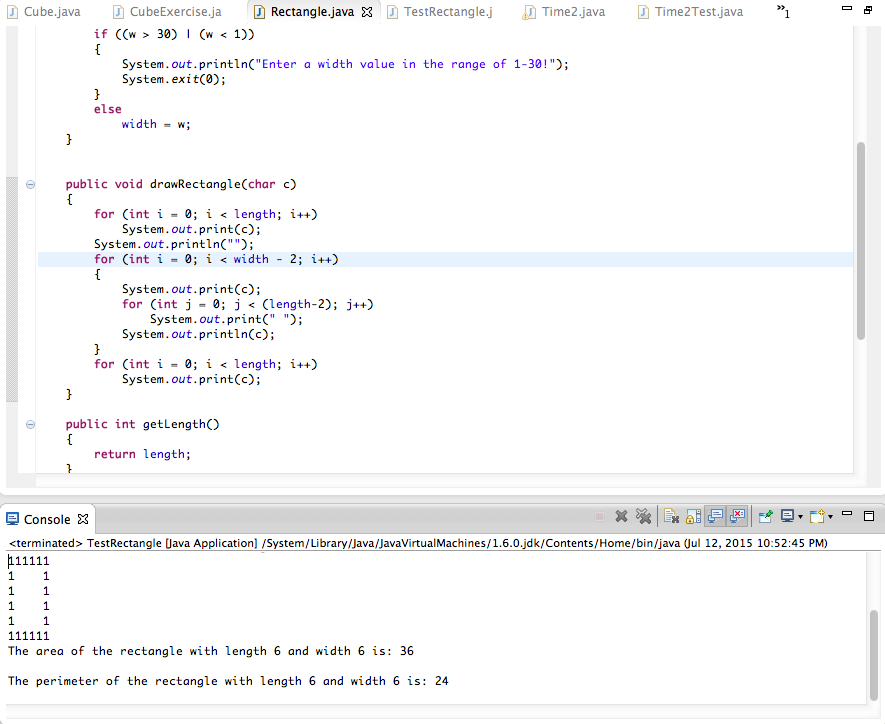 Cube.java CubeExercise.ja Rectangle.java TestRectangle.j Time2.java Time2Test.java »1
if ((w > 30) | (w < 1))
{
System.out.println("Enter a width value in the range of 1-30!");
System.exit(0);
}
else
width = w;
}
public void drawRectangle(char c)
{
for (int i = 0; i < length; i++)
System.out.print(c);
System.out.println("");
for (int i = 0; i < width - 2; i++)
{
System.out.print(c);
for (int j = 0; j < (length-2); j++)
System.out.print(" ");
System.out.println(c);
}
for (int i = 0; i < length; i++)
System.out.print(c);
}
public int getLength()
{
return length;
}
Console
<terminated> TestRectangle [Java Application] /System/Library/Java/JavaVirtualMachines/1.6.0.jdk/Contents/Home/bin/java (Jul 12, 2015 10:52:45 PM)
111111
1    1
1    1
1    1
1    1
111111
The area of the rectangle with length 6 and width 6 is: 36
The perimeter of the rectangle with length 6 and width 6 is: 24